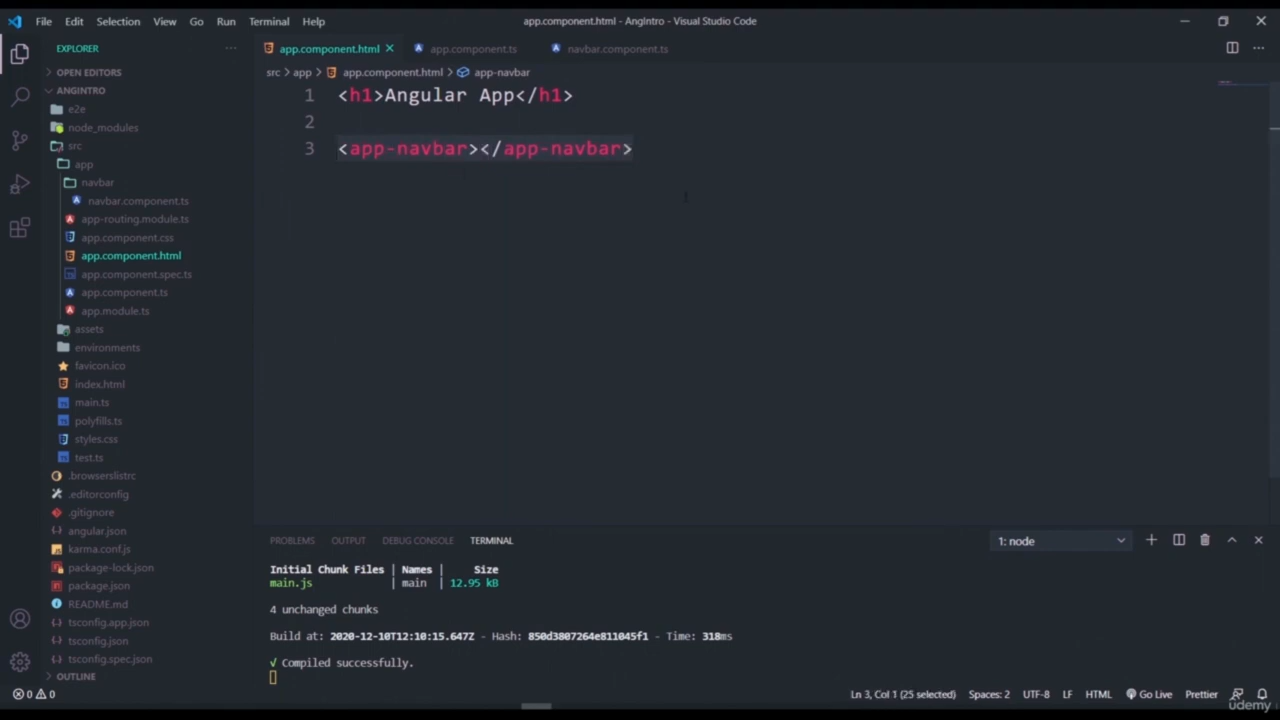 File Edit Selection View Go Run Terminal Help
app.component.html - AngIntro - Visual Studio Code
EXPLORER
OPEN EDITORS
ANGINTRO
e2e
node_modules
src
app
navbar
navbar.component.ts
app-routing.module.ts
app.component.css
app.component.html
app.component.spec.ts
app.component.ts
app.module.ts
assets
environments
favicon.ico
index.html
main.ts
polyfills.ts
styles.css
test.ts
.browserslistrc
.editorconfig
.gitignore
angular.json
karma.conf.js
package-lock.json
package.json
README.md
tsconfig.app.json
tsconfig.json
tsconfig.spec.json
OUTLINE
app.component.html app.component.ts navbar.component.ts
src > app > app.component.html > app-navbar
1 <h1>Angular App</h1>
2
3 <app-navbar></app-navbar>
PROBLEMS OUTPUT DEBUG CONSOLE TERMINAL
1: node
Initial Chunk Files | Names | Size
main.js | main | 12.95 kB
4 unchanged chunks
Build at: 2020-12-10T12:10:15.647Z - Hash: 850d3807264e811045f1 - Time: 318ms
√ Compiled successfully.
0 0
Ln 3, Col 1 (25 selected) Spaces: 2 UTF-8 LF HTML Go Live Prettier
udemy